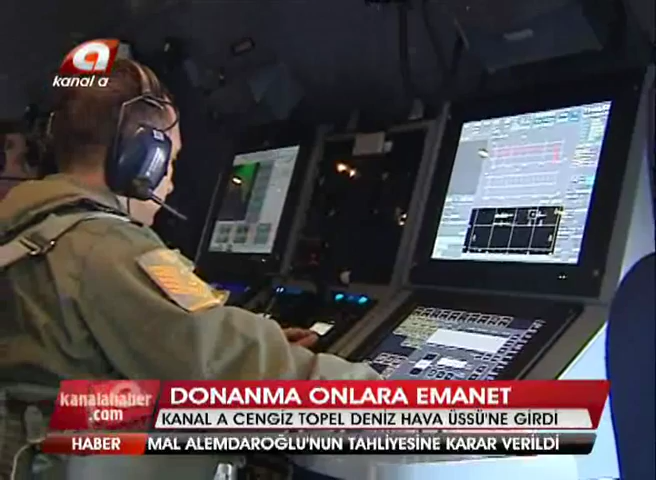 a
kanal a
kanalahaber
.com
DONANMA ONLARA EMANET
KANAL A CENGİZ TOPEL DENİZ HAVA ÜSSÜ'NE GİRDİ
HABER
MAL ALEMDAROĞLU'NUN TAHLİYESİNE KARAR VERİLDİ